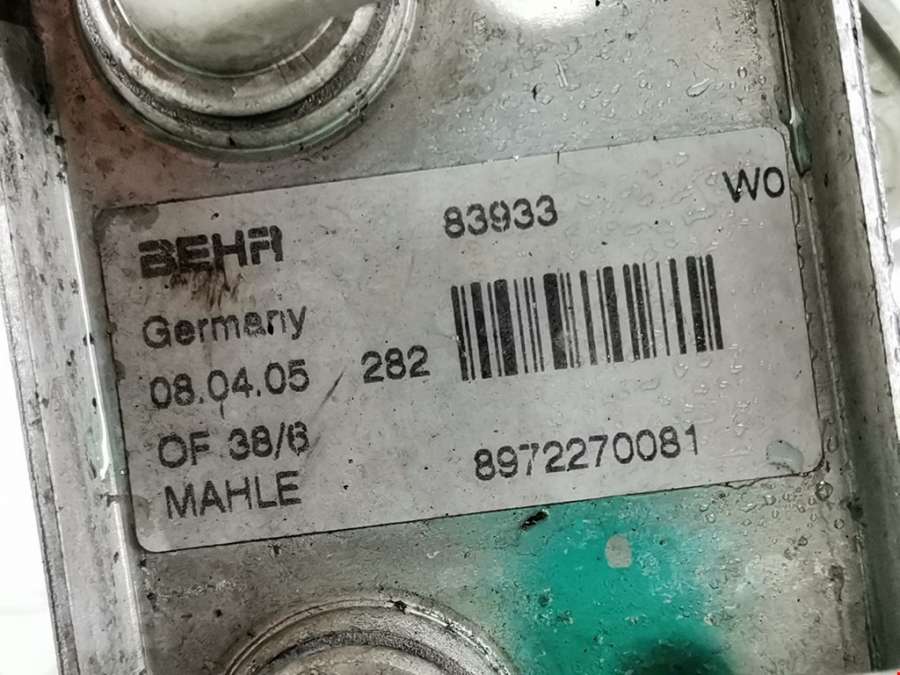 BEHR 83933 W0
Germany
08.04.05 282
OF 38/6
MAHLE 8972270081